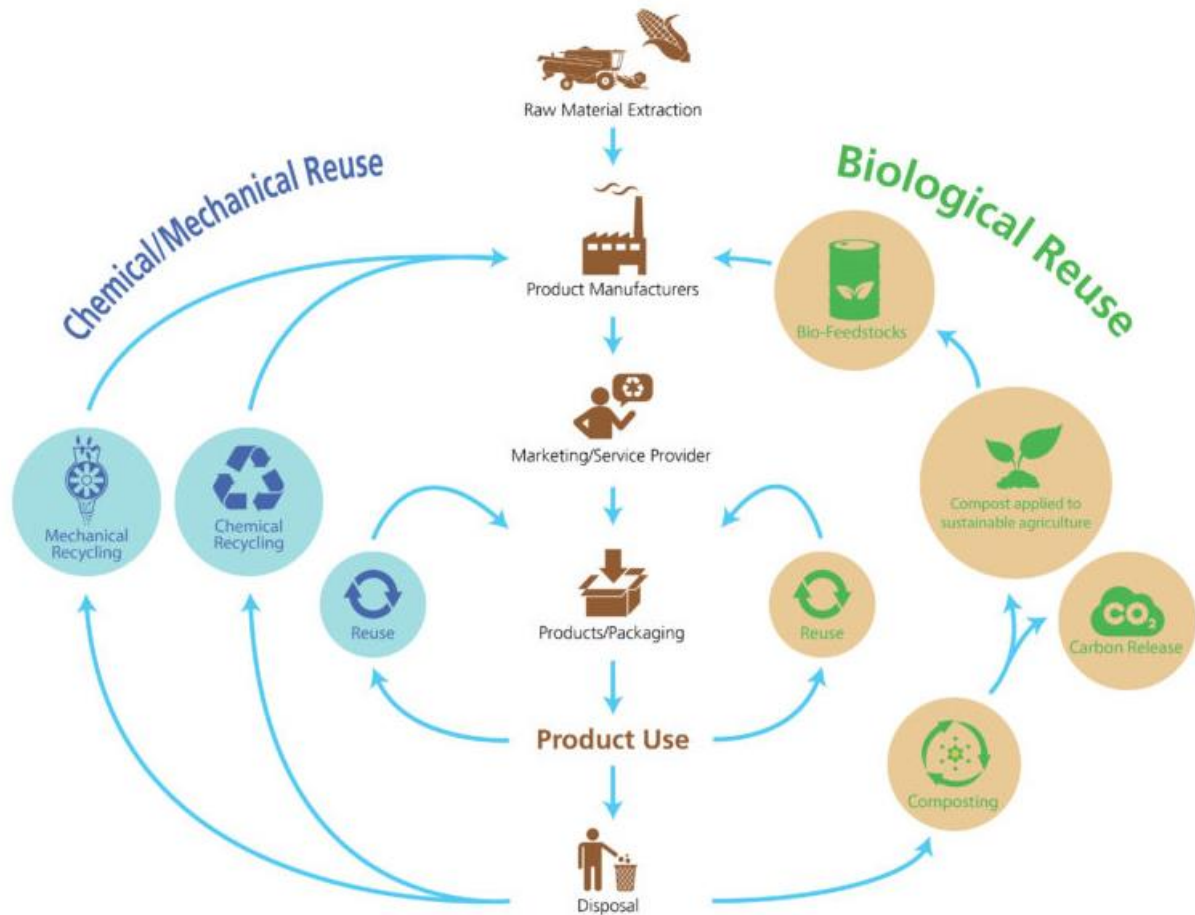 Raw Material Extraction
Chemical/Mechanical Reuse
Biological Reuse
Product Manufacturers
Bio-Feedstocks
Marketing/Service Provider
Mechanical
Recycling
Chemical
Recycling
Compost applied to
sustainable agriculture
Reuse
Products/Packaging
Reuse
CO₂
Carbon Release
Product Use
Composting
Disposal